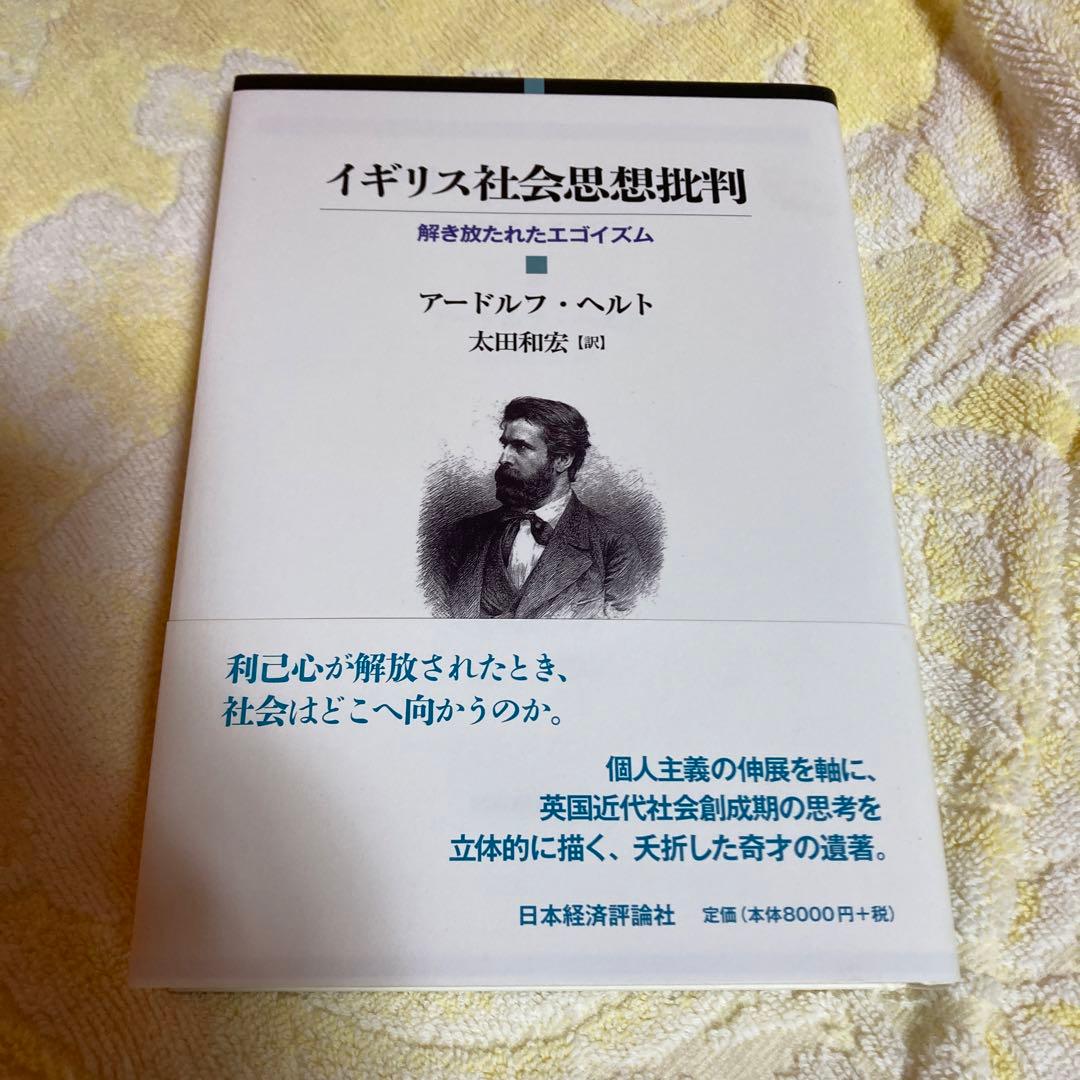 イギリス社会思想批判
解き放たれたエゴイズム
アードルフ・ヘルト
太田和宏【訳】
利己心が解放されたとき、
社会はどこへ向かうのか。
個人主義の伸展を軸に、
英国近代社会創成期の思考を
立体的に描く、夭折した奇才の遺著。
日本経済評論社 定価(本体8000円+税)